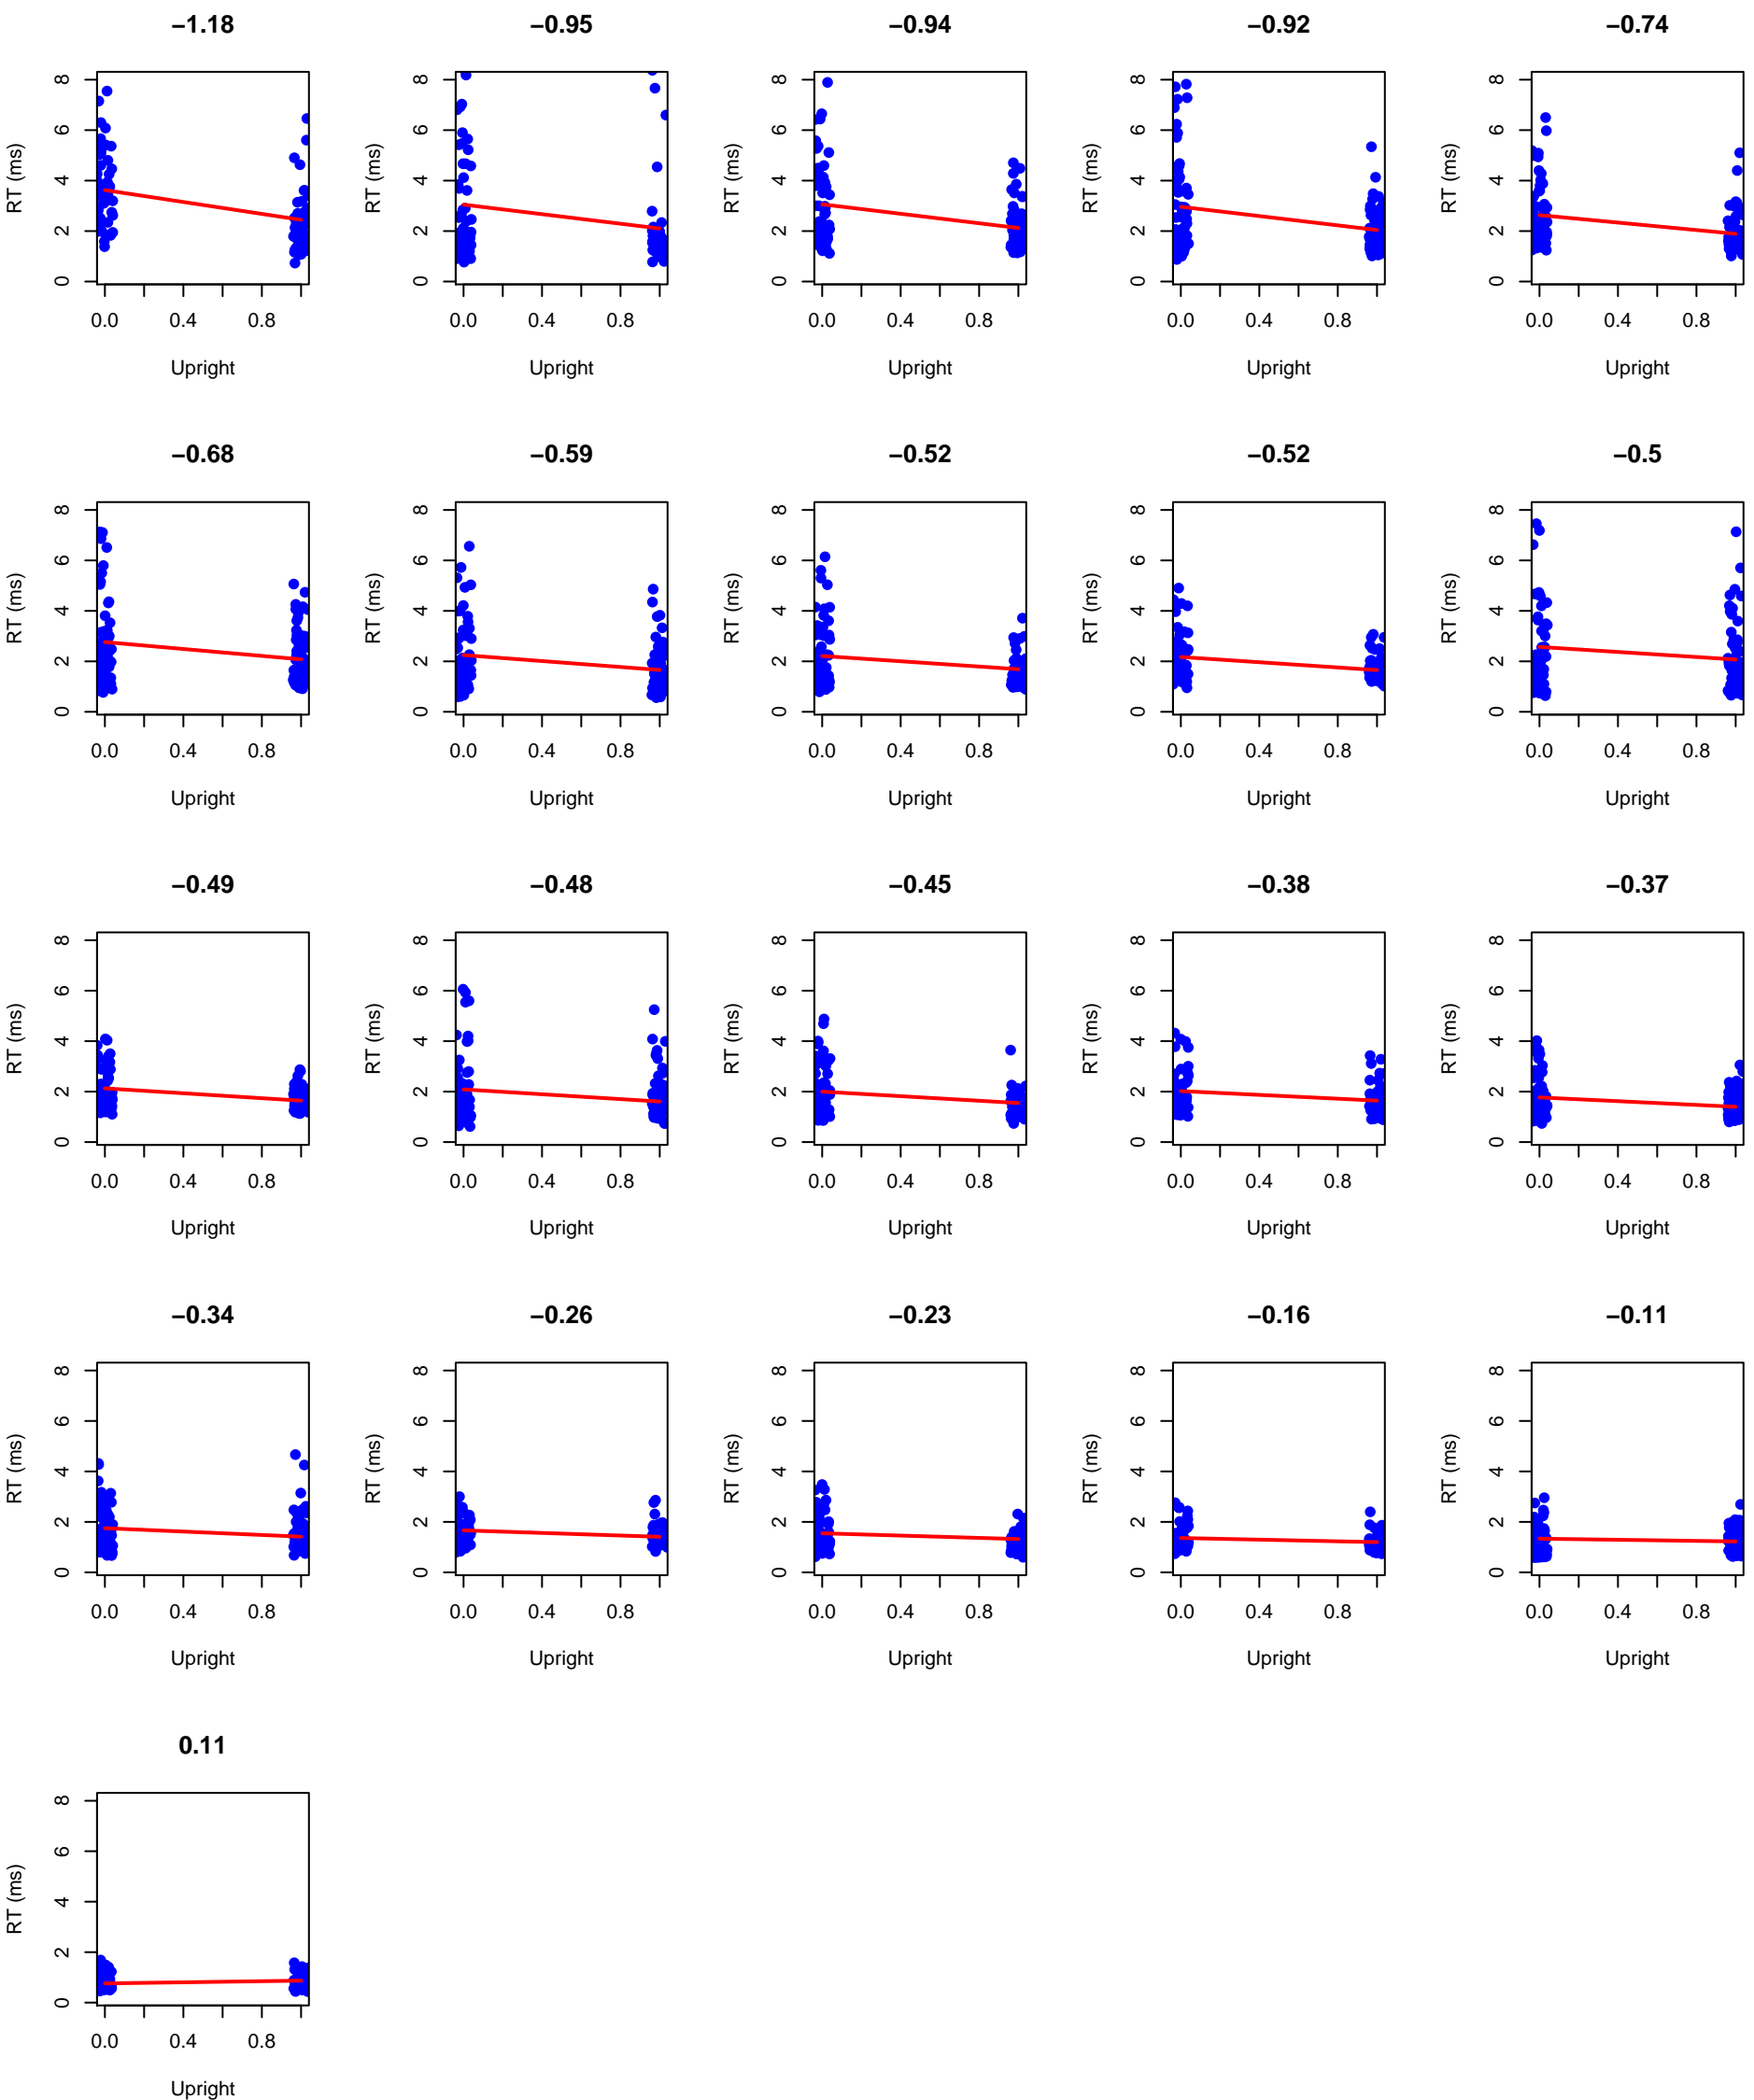 −1.18 −0.95 −0.94 −0.92 −0.74
RT (ms) 0 2 4 6 8 RT (ms) 0 2 4 6 8 RT (ms) 0 2 4 6 8 RT (ms) 0 2 4 6 8 RT (ms) 0 2 4 6 8
0.0 0.4 0.8 0.0 0.4 0.8 0.0 0.4 0.8 0.0 0.4 0.8 0.0 0.4 0.8
Upright Upright Upright Upright Upright
−0.68 −0.59 −0.52 −0.52 −0.5
RT (ms) 0 2 4 6 8 RT (ms) 0 2 4 6 8 RT (ms) 0 2 4 6 8 RT (ms) 0 2 4 6 8 RT (ms) 0 2 4 6 8
0.0 0.4 0.8 0.0 0.4 0.8 0.0 0.4 0.8 0.0 0.4 0.8 0.0 0.4 0.8
Upright Upright Upright Upright Upright
−0.49 −0.48 −0.45 −0.38 −0.37
RT (ms) 0 2 4 6 8 RT (ms) 0 2 4 6 8 RT (ms) 0 2 4 6 8 RT (ms) 0 2 4 6 8 RT (ms) 0 2 4 6 8
0.0 0.4 0.8 0.0 0.4 0.8 0.0 0.4 0.8 0.0 0.4 0.8 0.0 0.4 0.8
Upright Upright Upright Upright Upright
−0.34 −0.26 −0.23 −0.16 −0.11
RT (ms) 0 2 4 6 8 RT (ms) 0 2 4 6 8 RT (ms) 0 2 4 6 8 RT (ms) 0 2 4 6 8 RT (ms) 0 2 4 6 8
0.0 0.4 0.8 0.0 0.4 0.8 0.0 0.4 0.8 0.0 0.4 0.8 0.0 0.4 0.8
Upright Upright Upright Upright Upright
0.11
RT (ms) 0 2 4 6 8
0.0 0.4 0.8
Upright